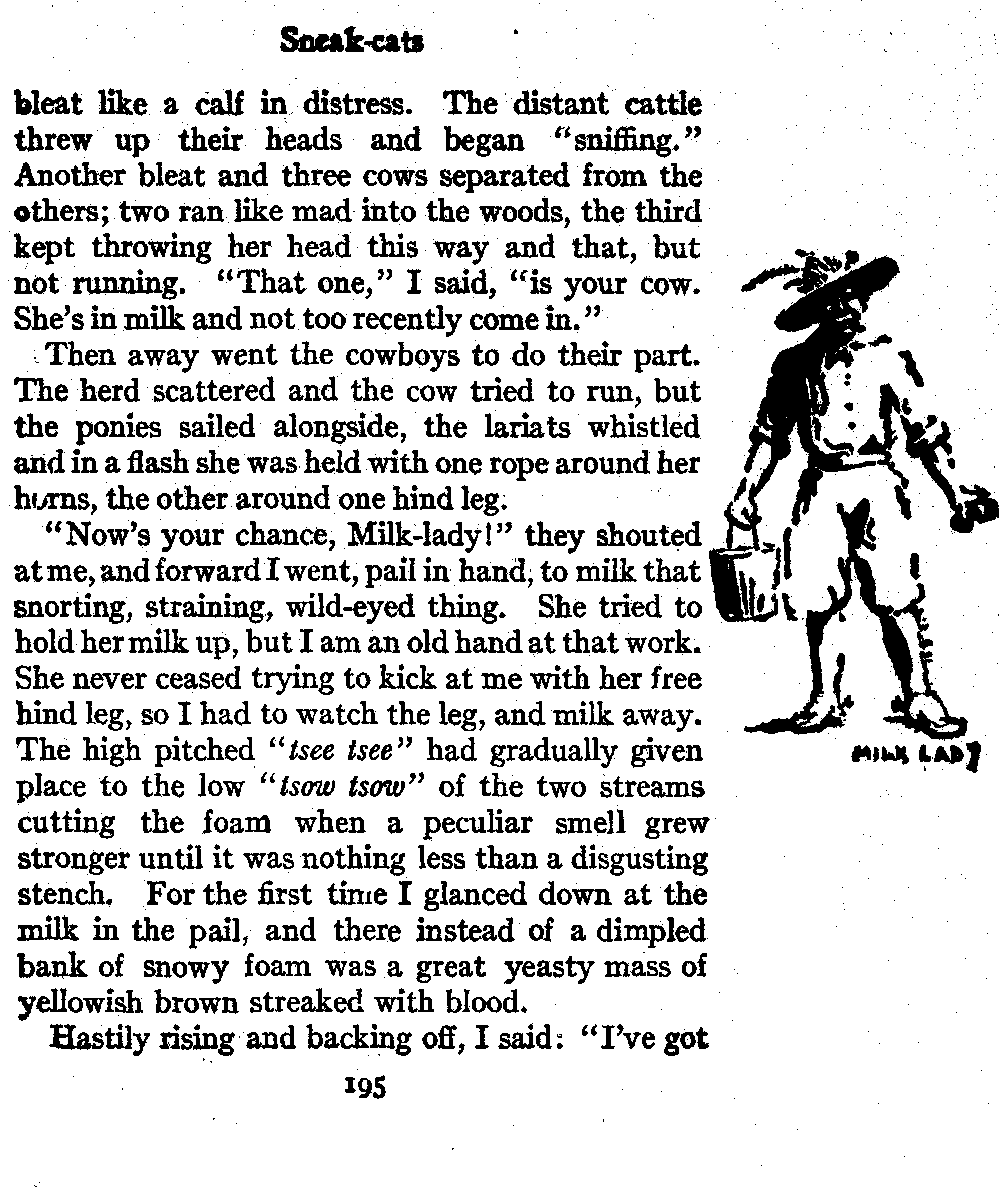 Sneak-cats
bleat like a calf in distress. The distant cattle
threw up their heads and began “sniffing.”
Another bleat and three cows separated from the
others; two ran like mad into the woods, the third
kept throwing her head this way and that, but
not running. “That one,” I said, “is your cow.
She’s in milk and not too recently come in.”
Then away went the cowboys to do their part.
The herd scattered and the cow tried to run, but
the ponies sailed alongside, the lariats whistled
and in a flash she was held with one rope around her
horns, the other around one hind leg.
“Now’s your chance, Milk-lady!” they shouted
at me, and forward I went, pail in hand, to milk that
snorting, straining, wild-eyed thing. She tried to
hold her milk up, but I am an old hand at that work.
She never ceased trying to kick at me with her free
hind leg, so I had to watch the leg, and milk away.
The high pitched “tsee tsee” had gradually given
place to the low “tsow tsow” of the two streams
cutting the foam when a peculiar smell grew
stronger until it was nothing less than a disgusting
stench. For the first time I glanced down at the
milk in the pail, and there instead of a dimpled
bank of snowy foam was a great yeasty mass of
yellowish brown streaked with blood.
Hastily rising and backing off, I said: “I’ve got
195
MILK LADY